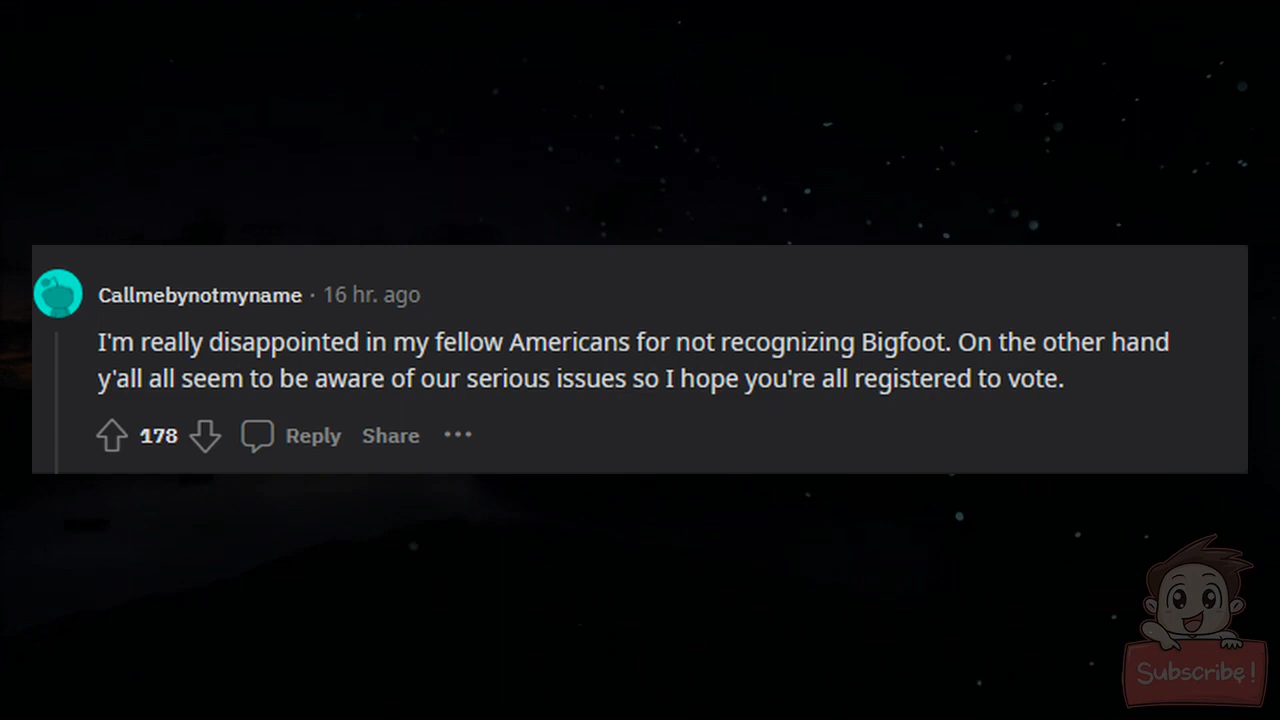 Callmebynotmyname · 16 hr. ago
I'm really disappointed in my fellow Americans for not recognizing Bigfoot. On the other hand
y'all all seem to be aware of our serious issues so I hope you're all registered to vote.
178 Reply Share ···
Subscribe!